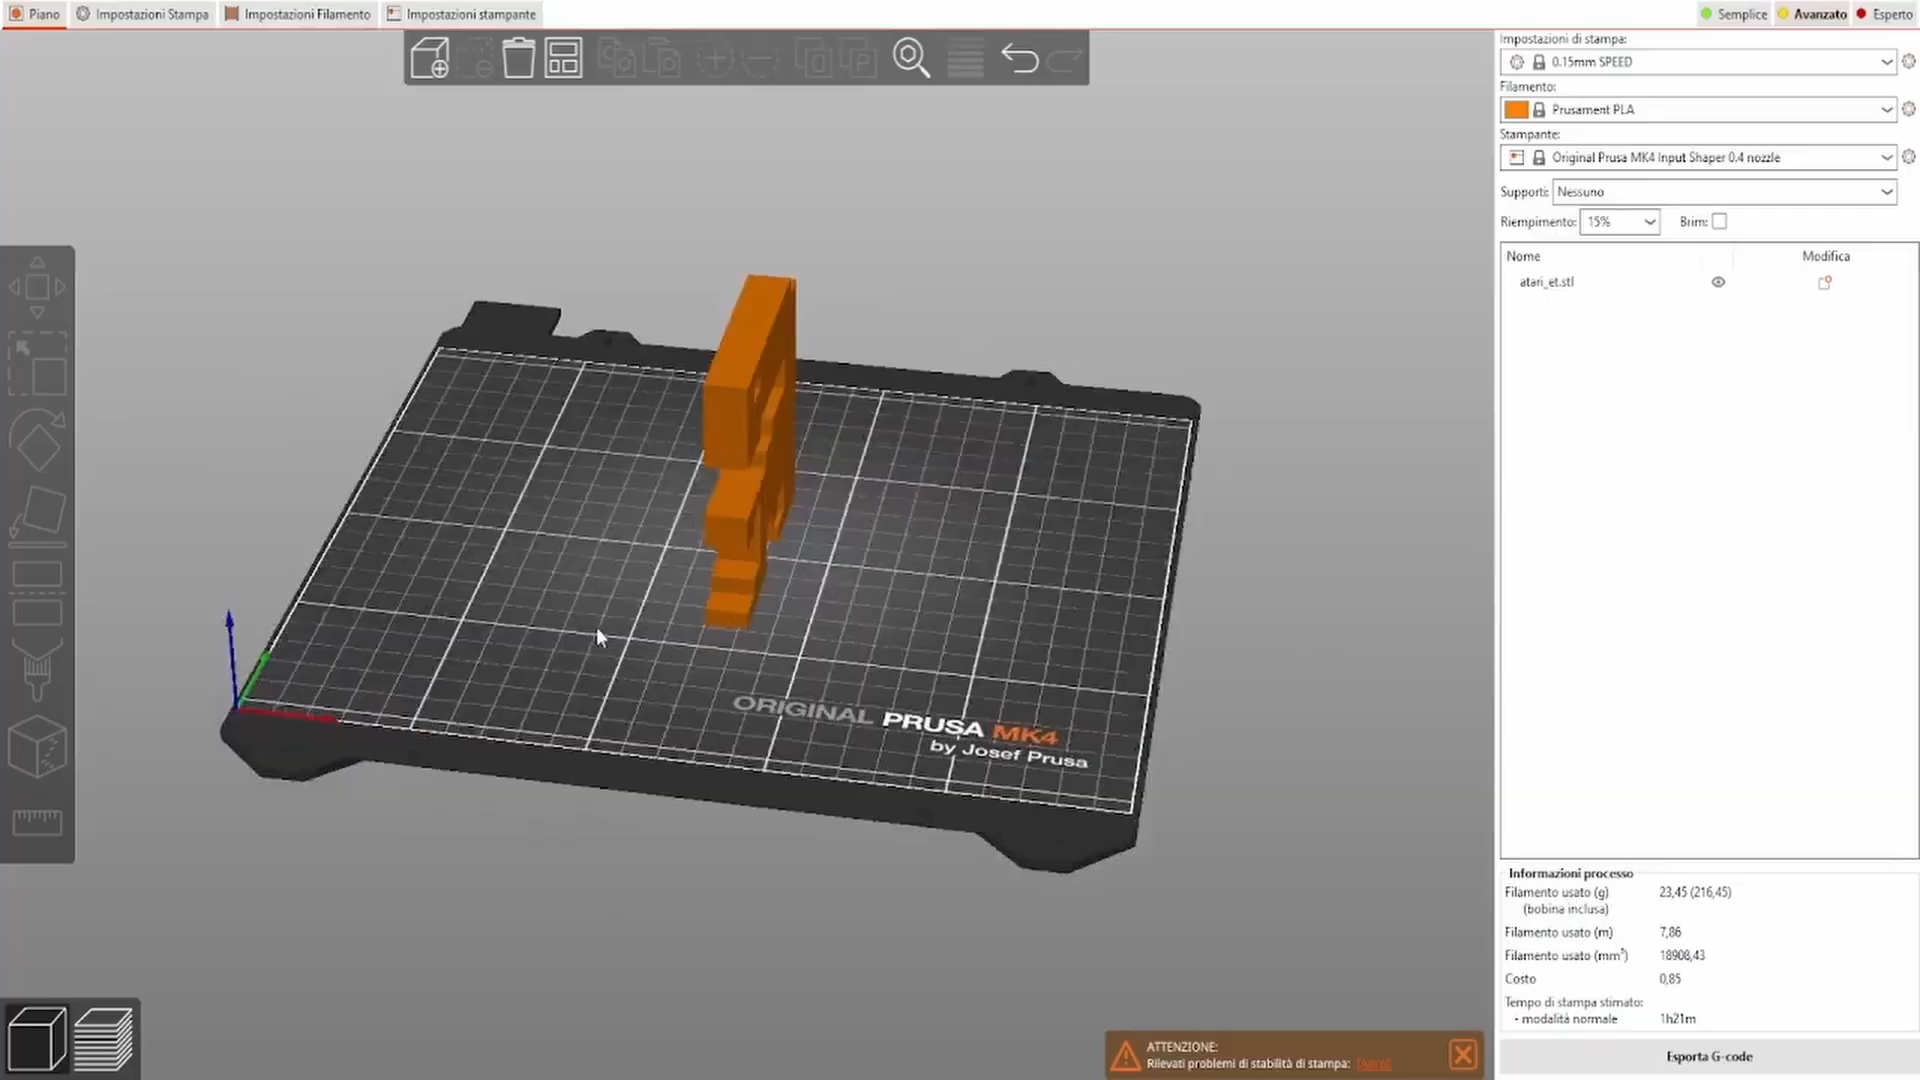 Piano
Impostazioni Stampa
Impostazioni Filamento
Impostazioni stampante
Semplice
Avanzato
Esperto
Impostazioni di stampa:
0.15mm SPEED
Filamento:
Prusament PLA
Stampante:
Original Prusa MK4 Input Shaper 0.4 nozzle
Supporti: Nessuno
Riempimento: 15% Brim:
Nome Modifica
atari_et.stl
ORIGINAL PRUSA MK4
by Josef Prusa
Informazioni processo
Filamento usato (g) 23,45 (216,45)
(bobina inclusa)
Filamento usato (m) 7,86
Filamento usato (mm³) 18908,43
Costo 0,85
Tempo di stampa stimato:
- modalità normale 1h21m
ATTENZIONE:
Rilevati problemi di stabilità di stampa:
Esporta G-code